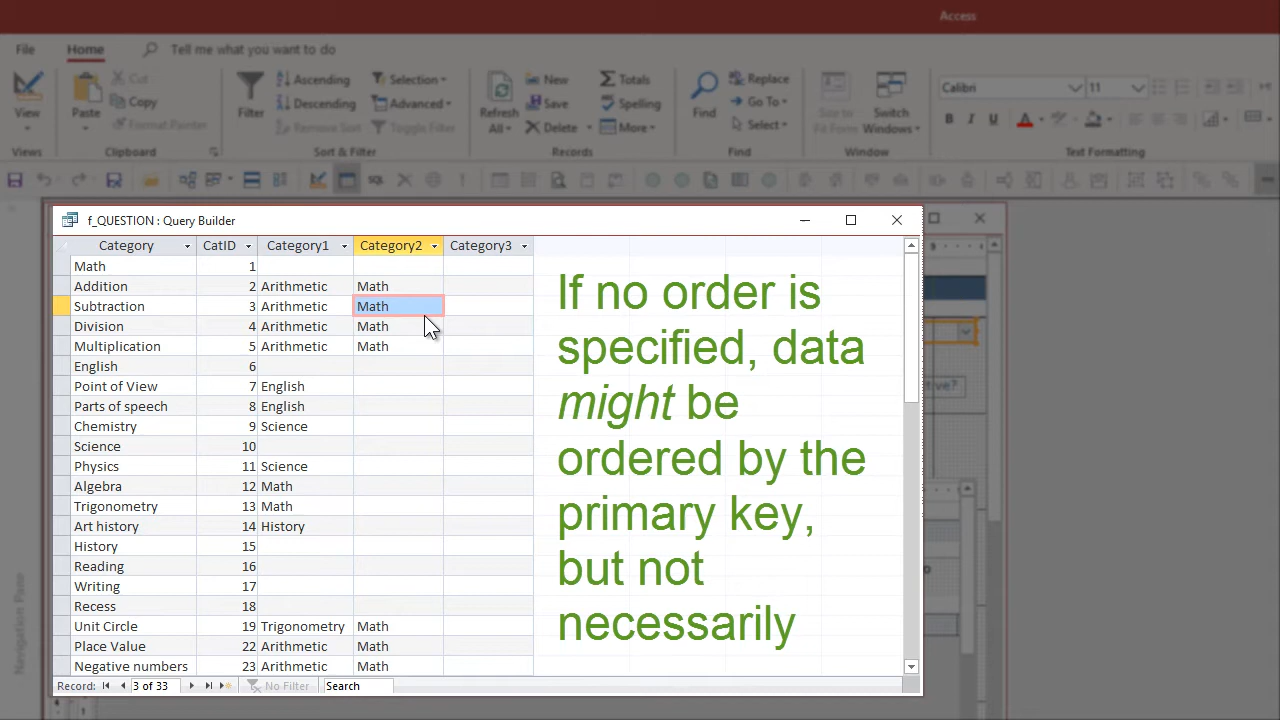 Access
File Home Tell me what you want to do
View Paste Cut Copy Format Painter Filter Ascending Descending Remove Sort Selection Advanced Toggle Filter Refresh All New Save Delete Totals Spelling More Find Replace Go To Select Size to Fit Form Switch Windows Calibri 11 B I U A
Views Clipboard Sort & Filter Records Find Window Text Formatting
SQL
f_QUESTION : Query Builder
Category CatID Category1 Category2 Category3
Math 1
Addition 2 Arithmetic Math
Subtraction 3 Arithmetic Math
Division 4 Arithmetic Math
Multiplication 5 Arithmetic Math
English 6
Point of View 7 English
Parts of speech 8 English
Chemistry 9 Science
Science 10
Physics 11 Science
Algebra 12 Math
Trigonometry 13 Math
Art history 14 History
History 15
Reading 16
Writing 17
Recess 18
Unit Circle 19 Trigonometry Math
Place Value 22 Arithmetic Math
Negative numbers 23 Arithmetic Math
Record: 3 of 33 No Filter Search
If no order is
specified, data
might be
ordered by the
primary key,
but not
necessarily
Navigation Pane